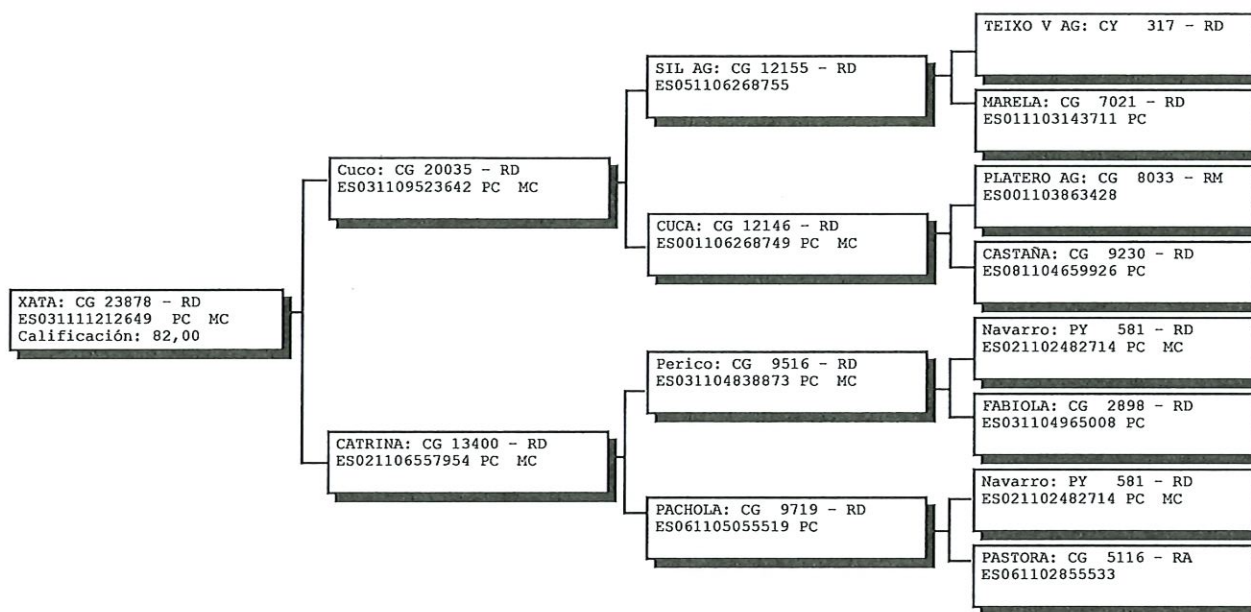 XATA: CG 23878 - RD
ES031111212649 PC MC
Calificación: 82,00
Cuco: CG 20035 - RD
ES031109523642 PC MC
CATRINA: CG 13400 - RD
ES021106557954 PC MC
SIL AG: CG 12155 - RD
ES051106268755
CUCA: CG 12146 - RD
ES001106268749 PC MC
Perico: CG 9516 - RD
ES031104838873 PC MC
PACHOLA: CG 9719 - RD
ES061105055519 PC
TEIXO V AG: CY 317 - RD
MARELA: CG 7021 - RD
ES011103143711 PC
PLATERO AG: CG 8033 - RM
ES001103863428
CASTAÑA: CG 9230 - RD
ES081104659926 PC
Navarro: PY 581 - RD
ES021102482714 PC MC
FABIOLA: CG 2898 - RD
ES031104965008 PC
Navarro: PY 581 - RD
ES021102482714 PC MC
PASTORA: CG 5116 - RA
ES061102855533